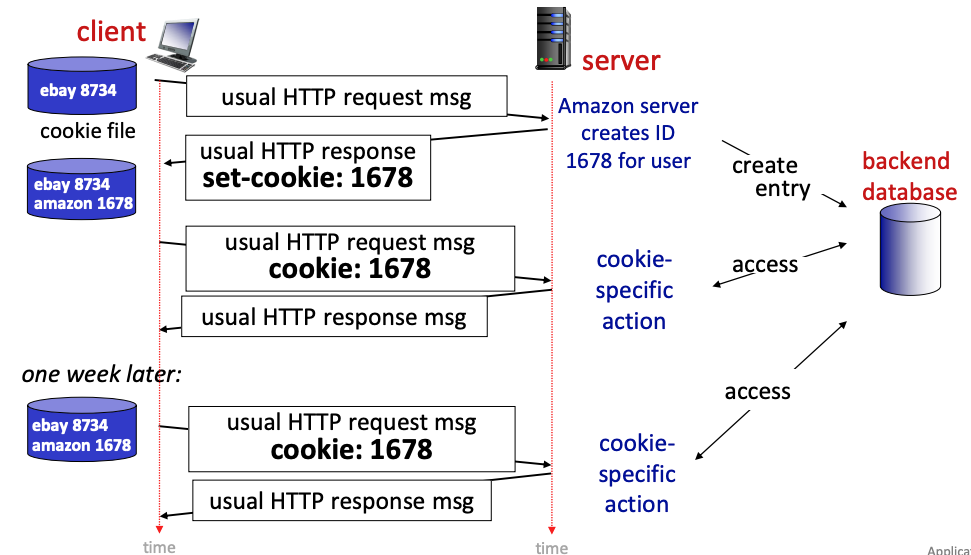 client
server
ebay 8734
cookie file
usual HTTP request msg
Amazon server
creates ID
1678 for user
usual HTTP response
set-cookie: 1678
ebay 8734
amazon 1678
create
entry
backend
database
usual HTTP request msg
cookie: 1678
cookie-
specific
action
access
usual HTTP response msg
one week later:
ebay 8734
amazon 1678
usual HTTP request msg
cookie: 1678
cookie-
specific
action
access
usual HTTP response msg
time
time
Applicat